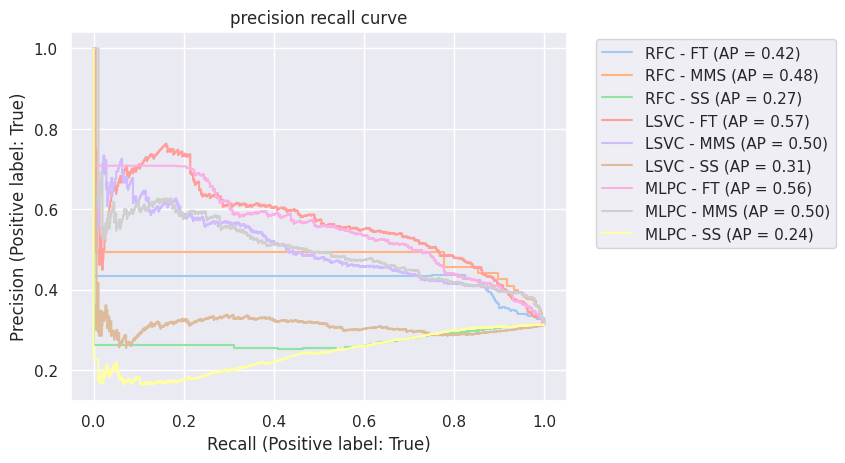 precision recall curve
Precision (Positive label: True)
1.0
0.8
0.6
0.4
0.2
0.0 0.2 0.4 0.6 0.8 1.0
Recall (Positive label: True)
RFC - FT (AP = 0.42)
RFC - MMS (AP = 0.48)
RFC - SS (AP = 0.27)
LSVC - FT (AP = 0.57)
LSVC - MMS (AP = 0.50)
LSVC - SS (AP = 0.31)
MLPC - FT (AP = 0.56)
MLPC - MMS (AP = 0.50)
MLPC - SS (AP = 0.24)